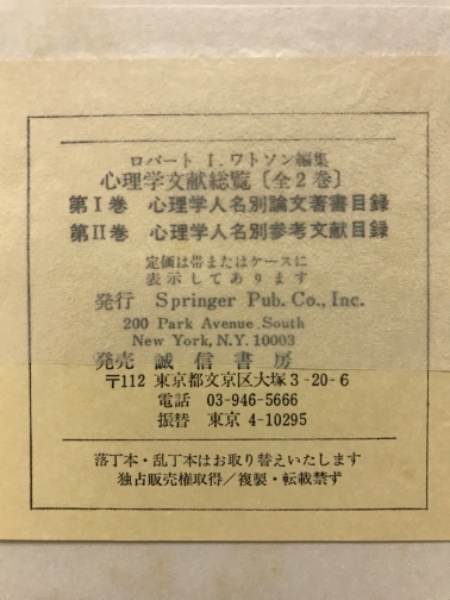 ロバート I. ワトソン編集
心理学文献総覧〔全2巻〕
第Ⅰ巻 心理学人名別論文著書目録
第Ⅱ巻 心理学人名別参考文献目録
定価は帯またはケースに
表示してあります
発行 Springer Pub. Co., Inc.
200 Park Avenue South
New York, N.Y. 10003
発売 誠信書房
〒112 東京都文京区大塚3-20-6
電話 03-946-5666
振替 東京 4-10295
落丁本・乱丁本はお取り替えいたします
独占販売権取得／複製・転載禁ず